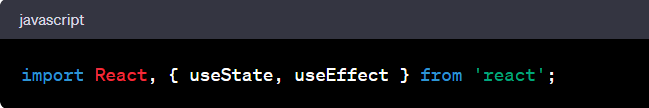 javascript
import React, { useState, useEffect } from 'react';